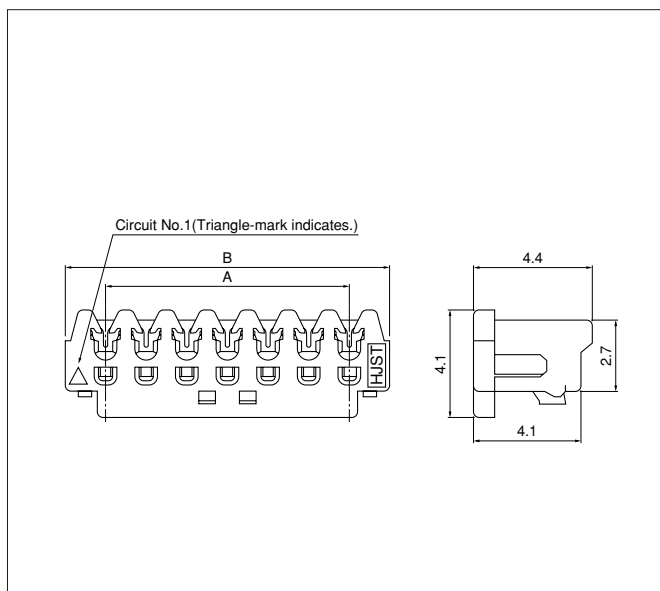 Circuit No.1(Triangle-mark indicates.)
B
A
4.4
4.1
2.7
4.1
HJST